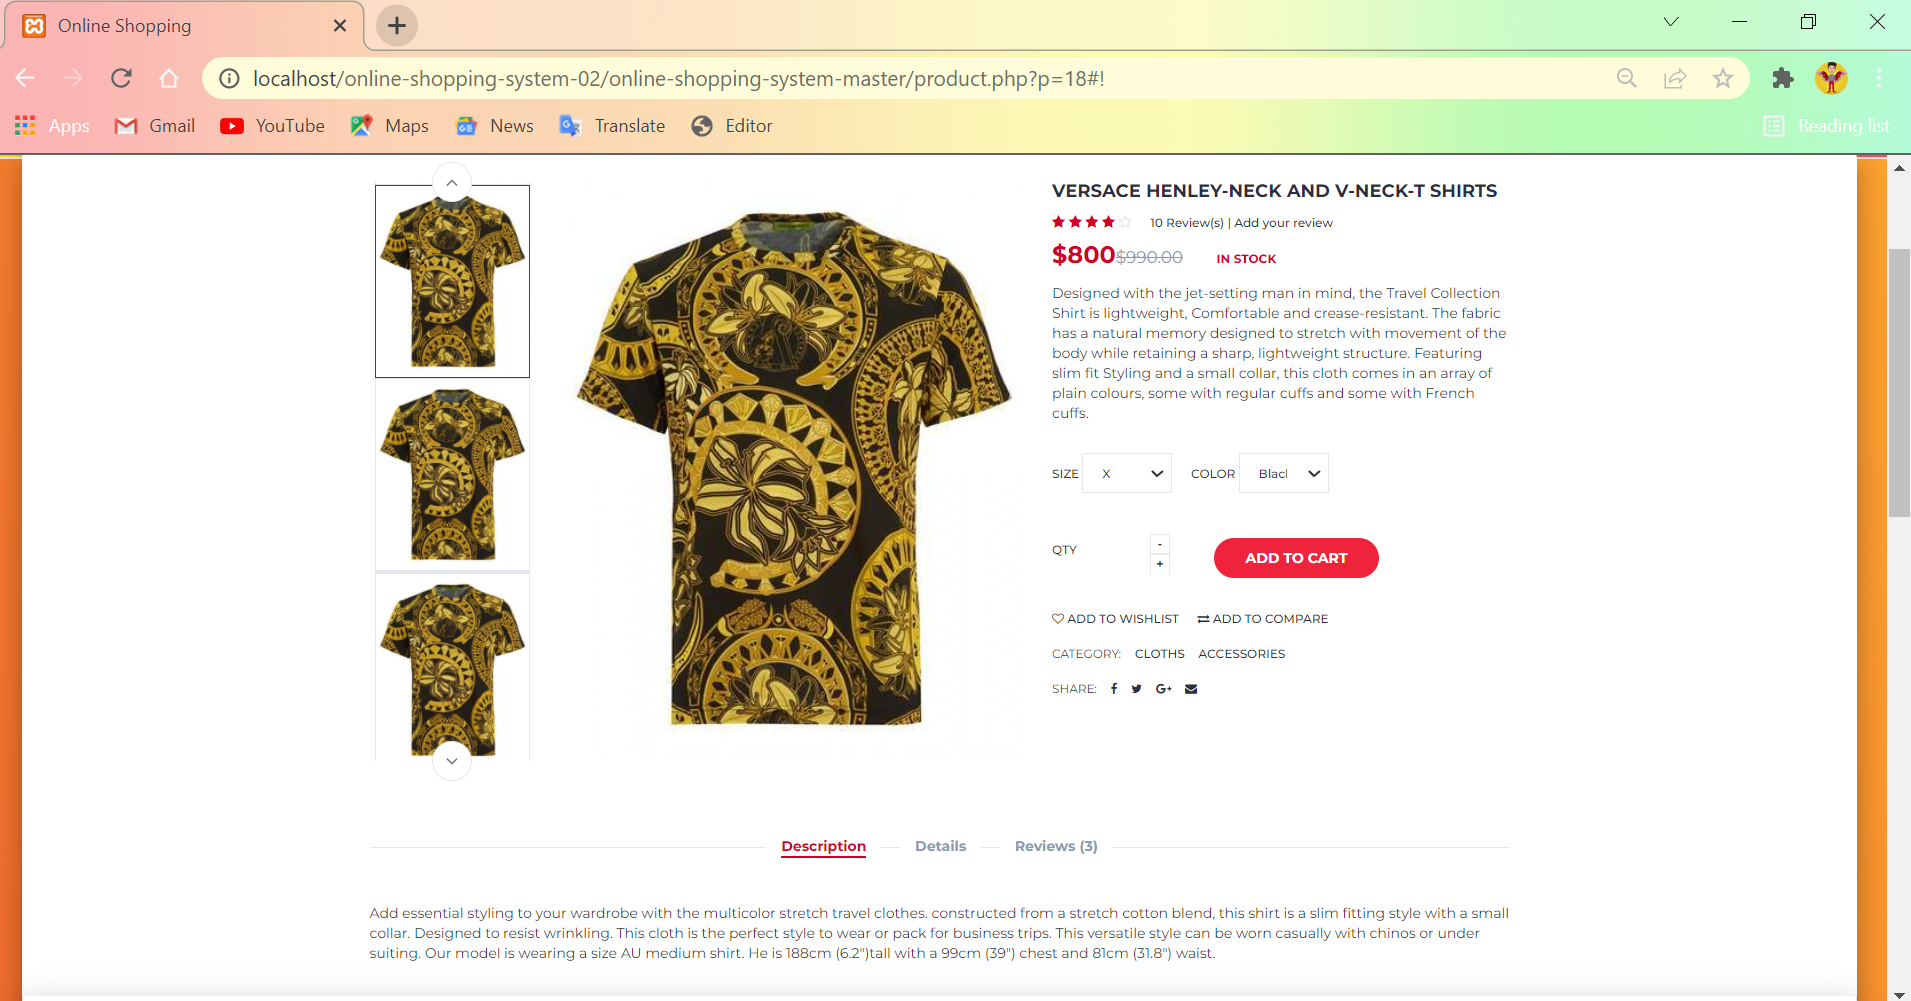 Online Shopping
localhost/online-shopping-system-02/online-shopping-system-master/product.php?p=18#!
Apps Gmail YouTube Maps News Translate Editor Reading list
VERSACE HENLEY-NECK AND V-NECK-T SHIRTS
10 Review(s) | Add your review
$800 $990.00 IN STOCK
Designed with the jet-setting man in mind, the Travel Collection
Shirt is lightweight, Comfortable and crease-resistant. The fabric
has a natural memory designed to stretch with movement of the
body while retaining a sharp, lightweight structure. Featuring
slim fit Styling and a small collar, this cloth comes in an array of
plain colours, some with regular cuffs and some with French
cuffs.
SIZE X COLOR Blacl
QTY - + ADD TO CART
ADD TO WISHLIST ADD TO COMPARE
CATEGORY: CLOTHS ACCESSORIES
SHARE: f G+
Description Details Reviews (3)
Add essential styling to your wardrobe with the multicolor stretch travel clothes. constructed from a stretch cotton blend, this shirt is a slim fitting style with a small
collar. Designed to resist wrinkling. This cloth is the perfect style to wear or pack for business trips. This versatile style can be worn casually with chinos or under
suiting. Our model is wearing a size AU medium shirt. He is 188cm (6.2")tall with a 99cm (39") chest and 81cm (31.8") waist.